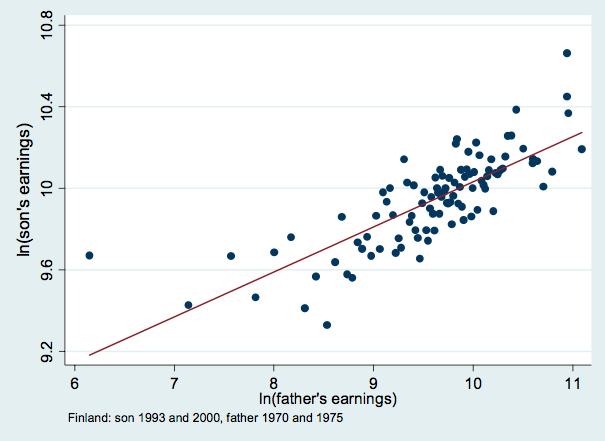 10.8
10.4
10
9.6
9.2
ln(son's earnings)
6 7 8 9 10 11
ln(father's earnings)
Finland: son 1993 and 2000, father 1970 and 1975